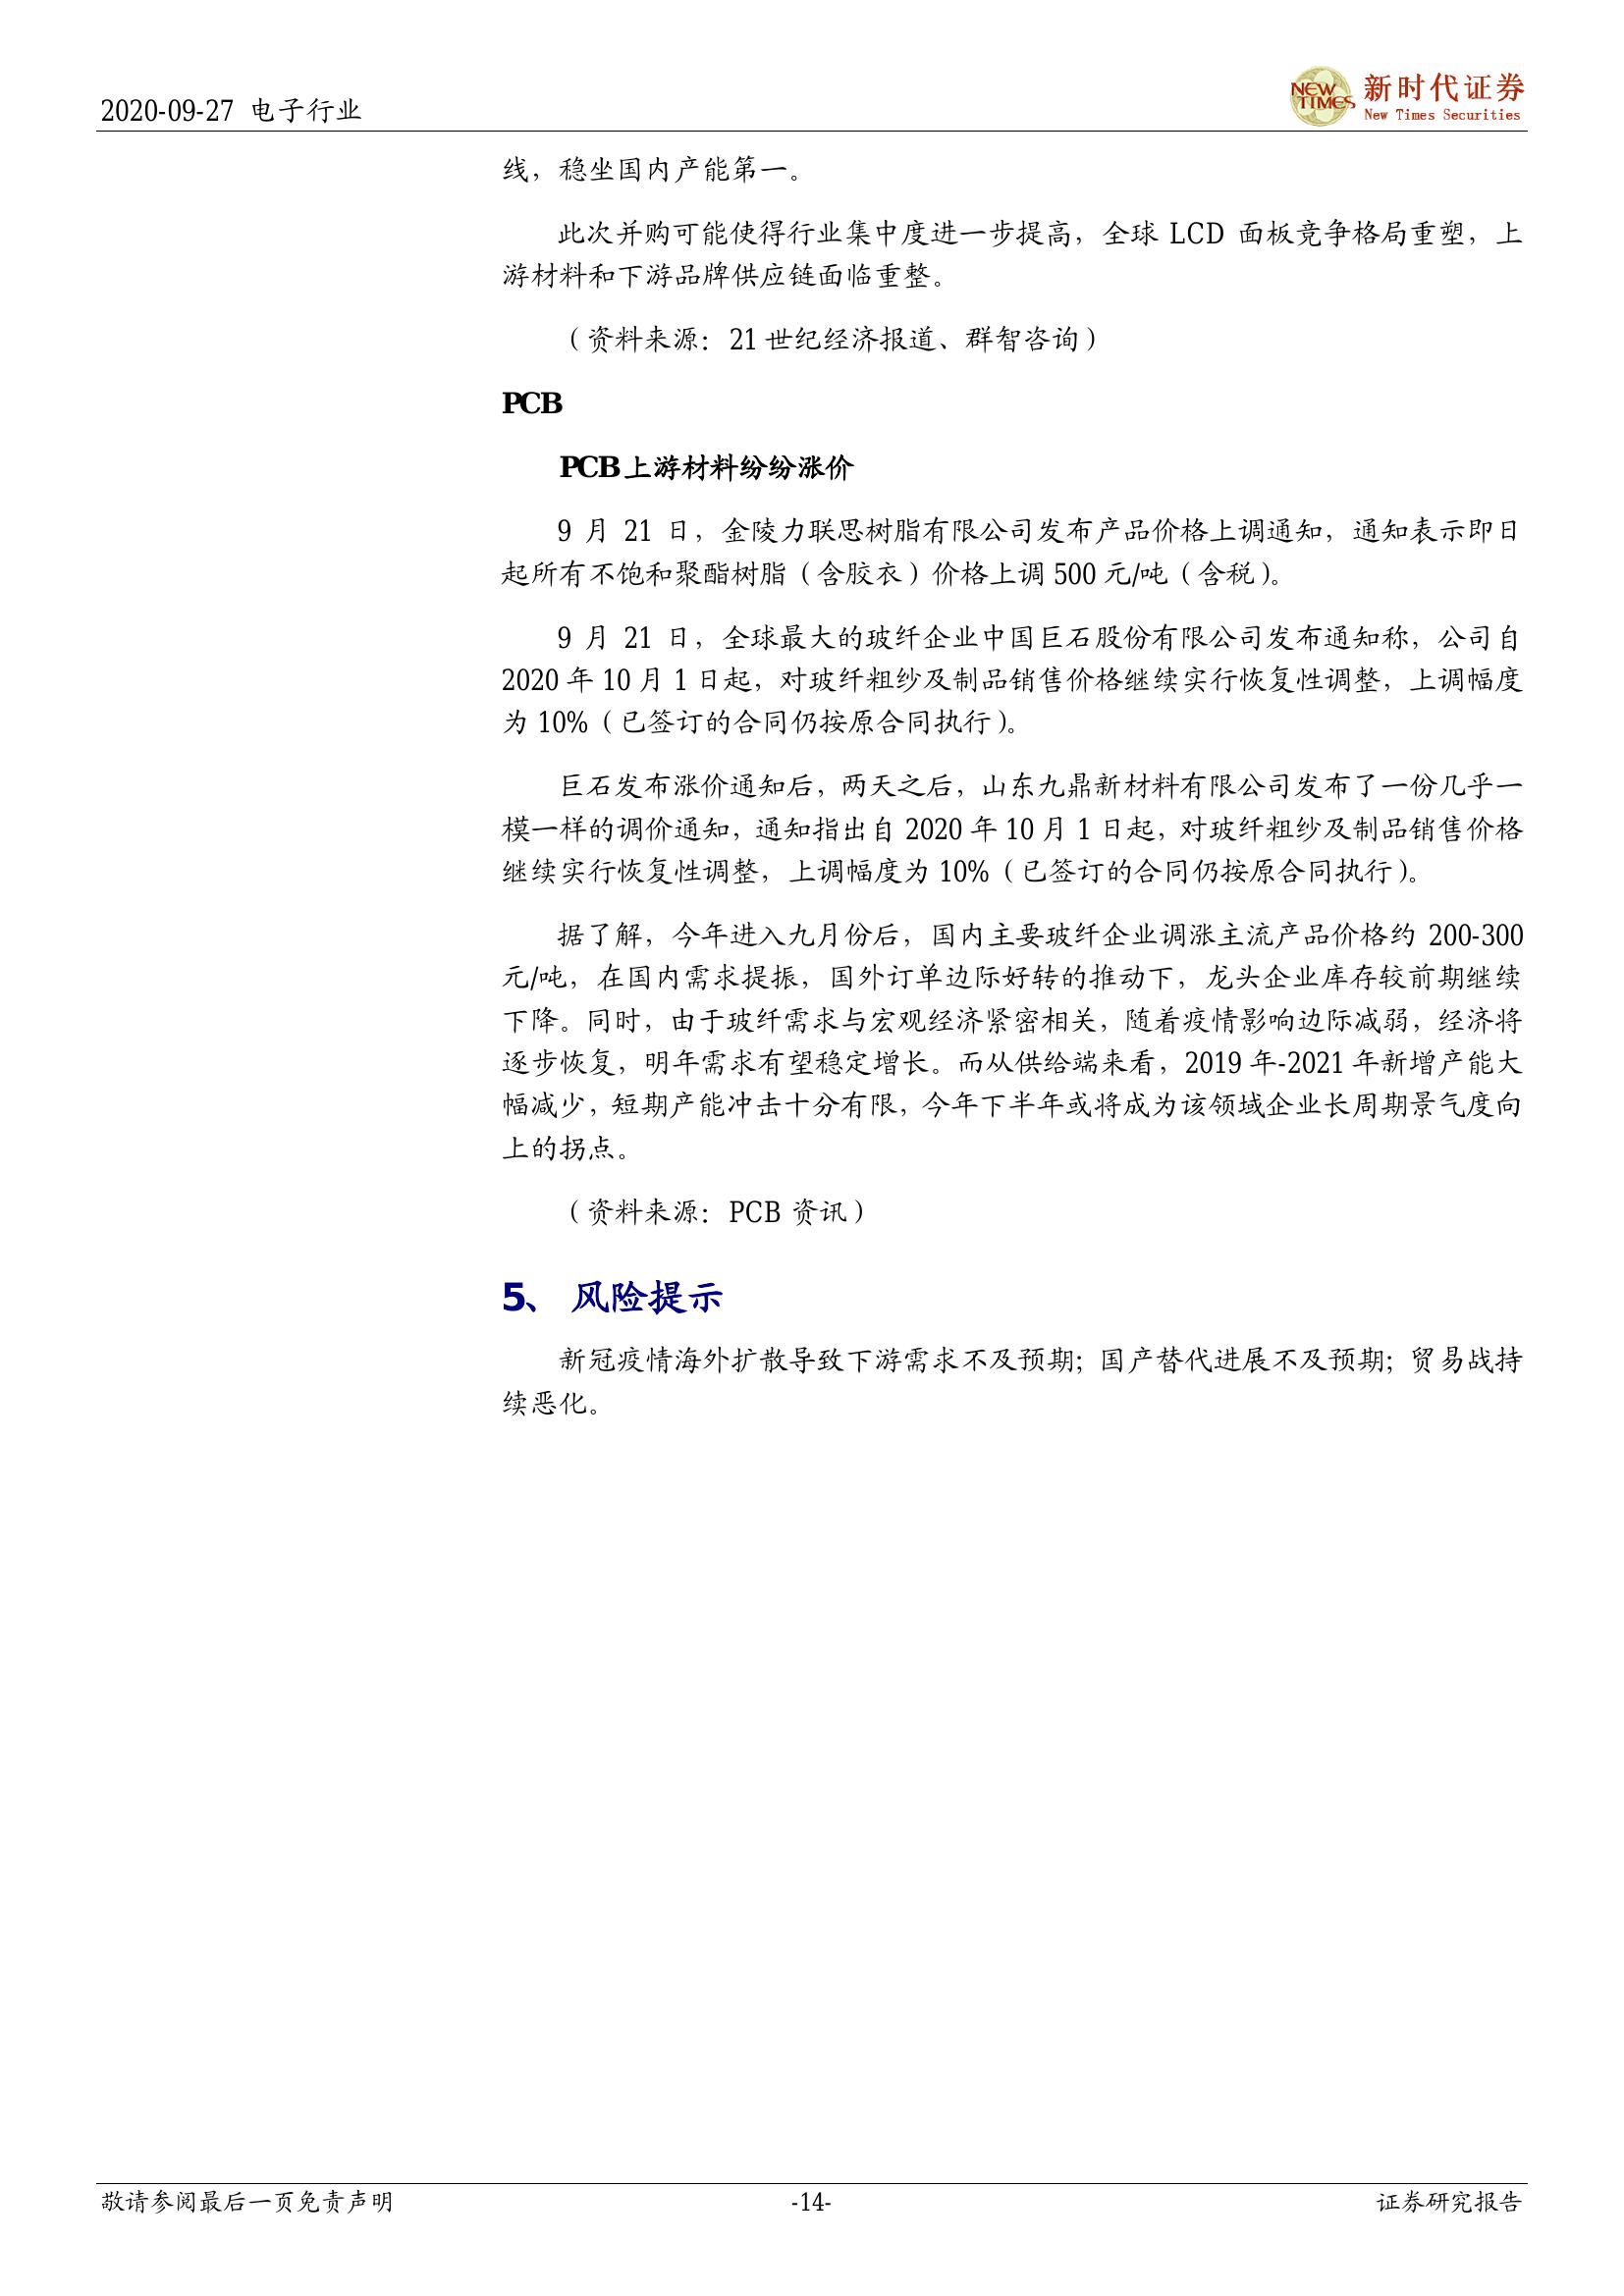 2020-09-27 电子行业
NEW TIMES 新时代证券
New Times Securities
线，稳坐国内产能第一。
此次并购可能使得行业集中度进一步提高，全球 LCD 面板竞争格局重塑，上
游材料和下游品牌供应链面临重整。
（资料来源：21 世纪经济报道、群智咨询）
PCB
PCB 上游材料纷纷涨价
9 月 21 日，金陵力联思树脂有限公司发布产品价格上调通知，通知表示即日
起所有不饱和聚酯树脂（含胶衣）价格上调 500 元/吨（含税）。
9 月 21 日，全球最大的玻纤企业中国巨石股份有限公司发布通知称，公司自
2020 年 10 月 1 日起，对玻纤粗纱及制品销售价格继续实行恢复性调整，上调幅度
为 10%（已签订的合同仍按原合同执行）。
巨石发布涨价通知后，两天之后，山东九鼎新材料有限公司发布了一份几乎一
模一样的调价通知，通知指出自 2020 年 10 月 1 日起，对玻纤粗纱及制品销售价格
继续实行恢复性调整，上调幅度为 10%（已签订的合同仍按原合同执行）。
据了解，今年进入九月份后，国内主要玻纤企业调涨主流产品价格约 200-300
元/吨，在国内需求提振，国外订单边际好转的推动下，龙头企业库存较前期继续
下降。同时，由于玻纤需求与宏观经济紧密相关，随着疫情影响边际减弱，经济将
逐步恢复，明年需求有望稳定增长。而从供给端来看，2019 年-2021 年新增产能大
幅减少，短期产能冲击十分有限，今年下半年或将成为该领域企业长周期景气度向
上的拐点。
（资料来源：PCB 资讯）
5、 风险提示
新冠疫情海外扩散导致下游需求不及预期；国产替代进展不及预期；贸易战持
续恶化。
敬请参阅最后一页免责声明 -14- 证券研究报告